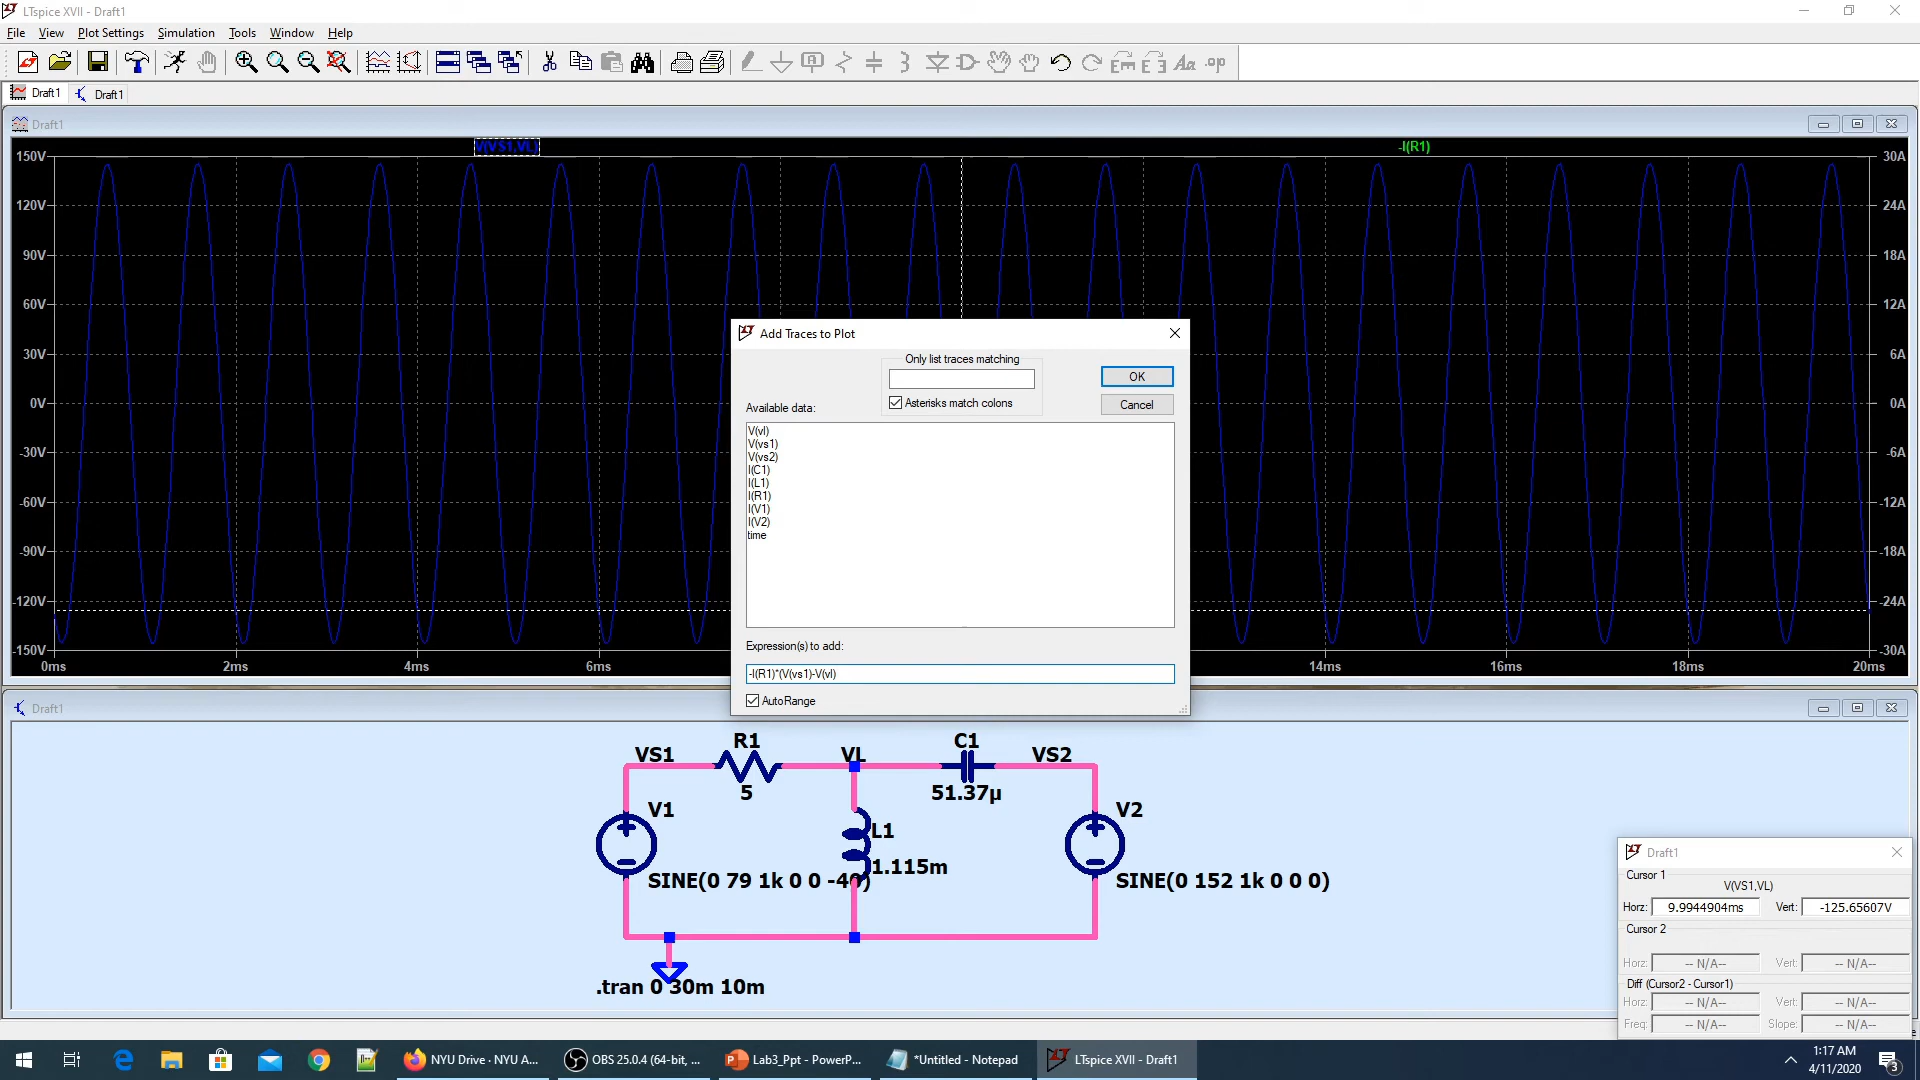 LTspice XVII - Draft1
File View Plot Settings Simulation Tools Window Help
Draft1 Draft1
Draft1
V(VS1,VL) -I(R1)
150V 30A
120V 24A
90V 18A
60V 12A
30V 6A
0V 0A
-30V -6A
-60V -12A
-90V -18A
-120V -24A
-150V -30A
0ms 2ms 4ms 6ms 14ms 16ms 18ms 20ms
Add Traces to Plot
Only list traces matching
OK
Asterisks match colons
Cancel
Available data:
V(vl)
V(vs1)
V(vs2)
I(C1)
I(L1)
I(R1)
I(V1)
I(V2)
time
Expression(s) to add:
-I(R1)*(V(vs1)-V(vl)
AutoRange
Draft1
VS1 R1 VL C1 VS2
5 51.37µ
V1 V2
L1
1.115m
SINE(0 79 1k 0 0 -40) SINE(0 152 1k 0 0 0)
.tran 0 30m 10m
Draft1
Cursor 1
V(VS1,VL)
Horz: 9.9944904ms Vert: -125.65607V
Cursor 2
Horz: -- N/A-- Vert: -- N/A--
Diff (Cursor2 - Cursor1)
Horz: -- N/A-- Vert: -- N/A--
Freq: -- N/A-- Slope: -- N/A--
NYU Drive · NYU A... OBS 25.0.4 (64-bit, ... Lab3_Ppt - PowerP... *Untitled - Notepad LTspice XVII - Draft1
1:17 AM
4/11/2020
3